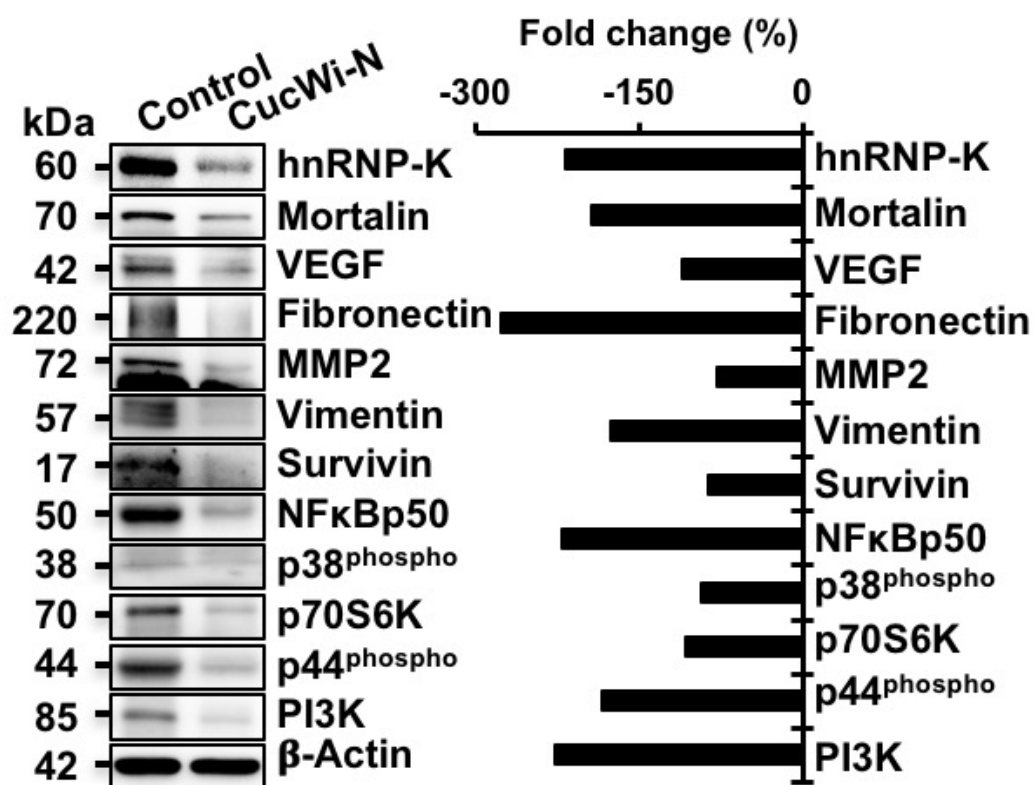 Fold change (%)
Control
CucWi-N
-300 -150 0
kDa
60 hnRNP-K hnRNP-K
70 Mortalin Mortalin
42 VEGF VEGF
220 Fibronectin Fibronectin
72 MMP2 MMP2
57 Vimentin Vimentin
17 Survivin Survivin
50 NFκBp50 NFκBp50
38 p38phospho p38phospho
70 p70S6K p70S6K
44 p44phospho p44phospho
85 PI3K PI3K
42 β-Actin